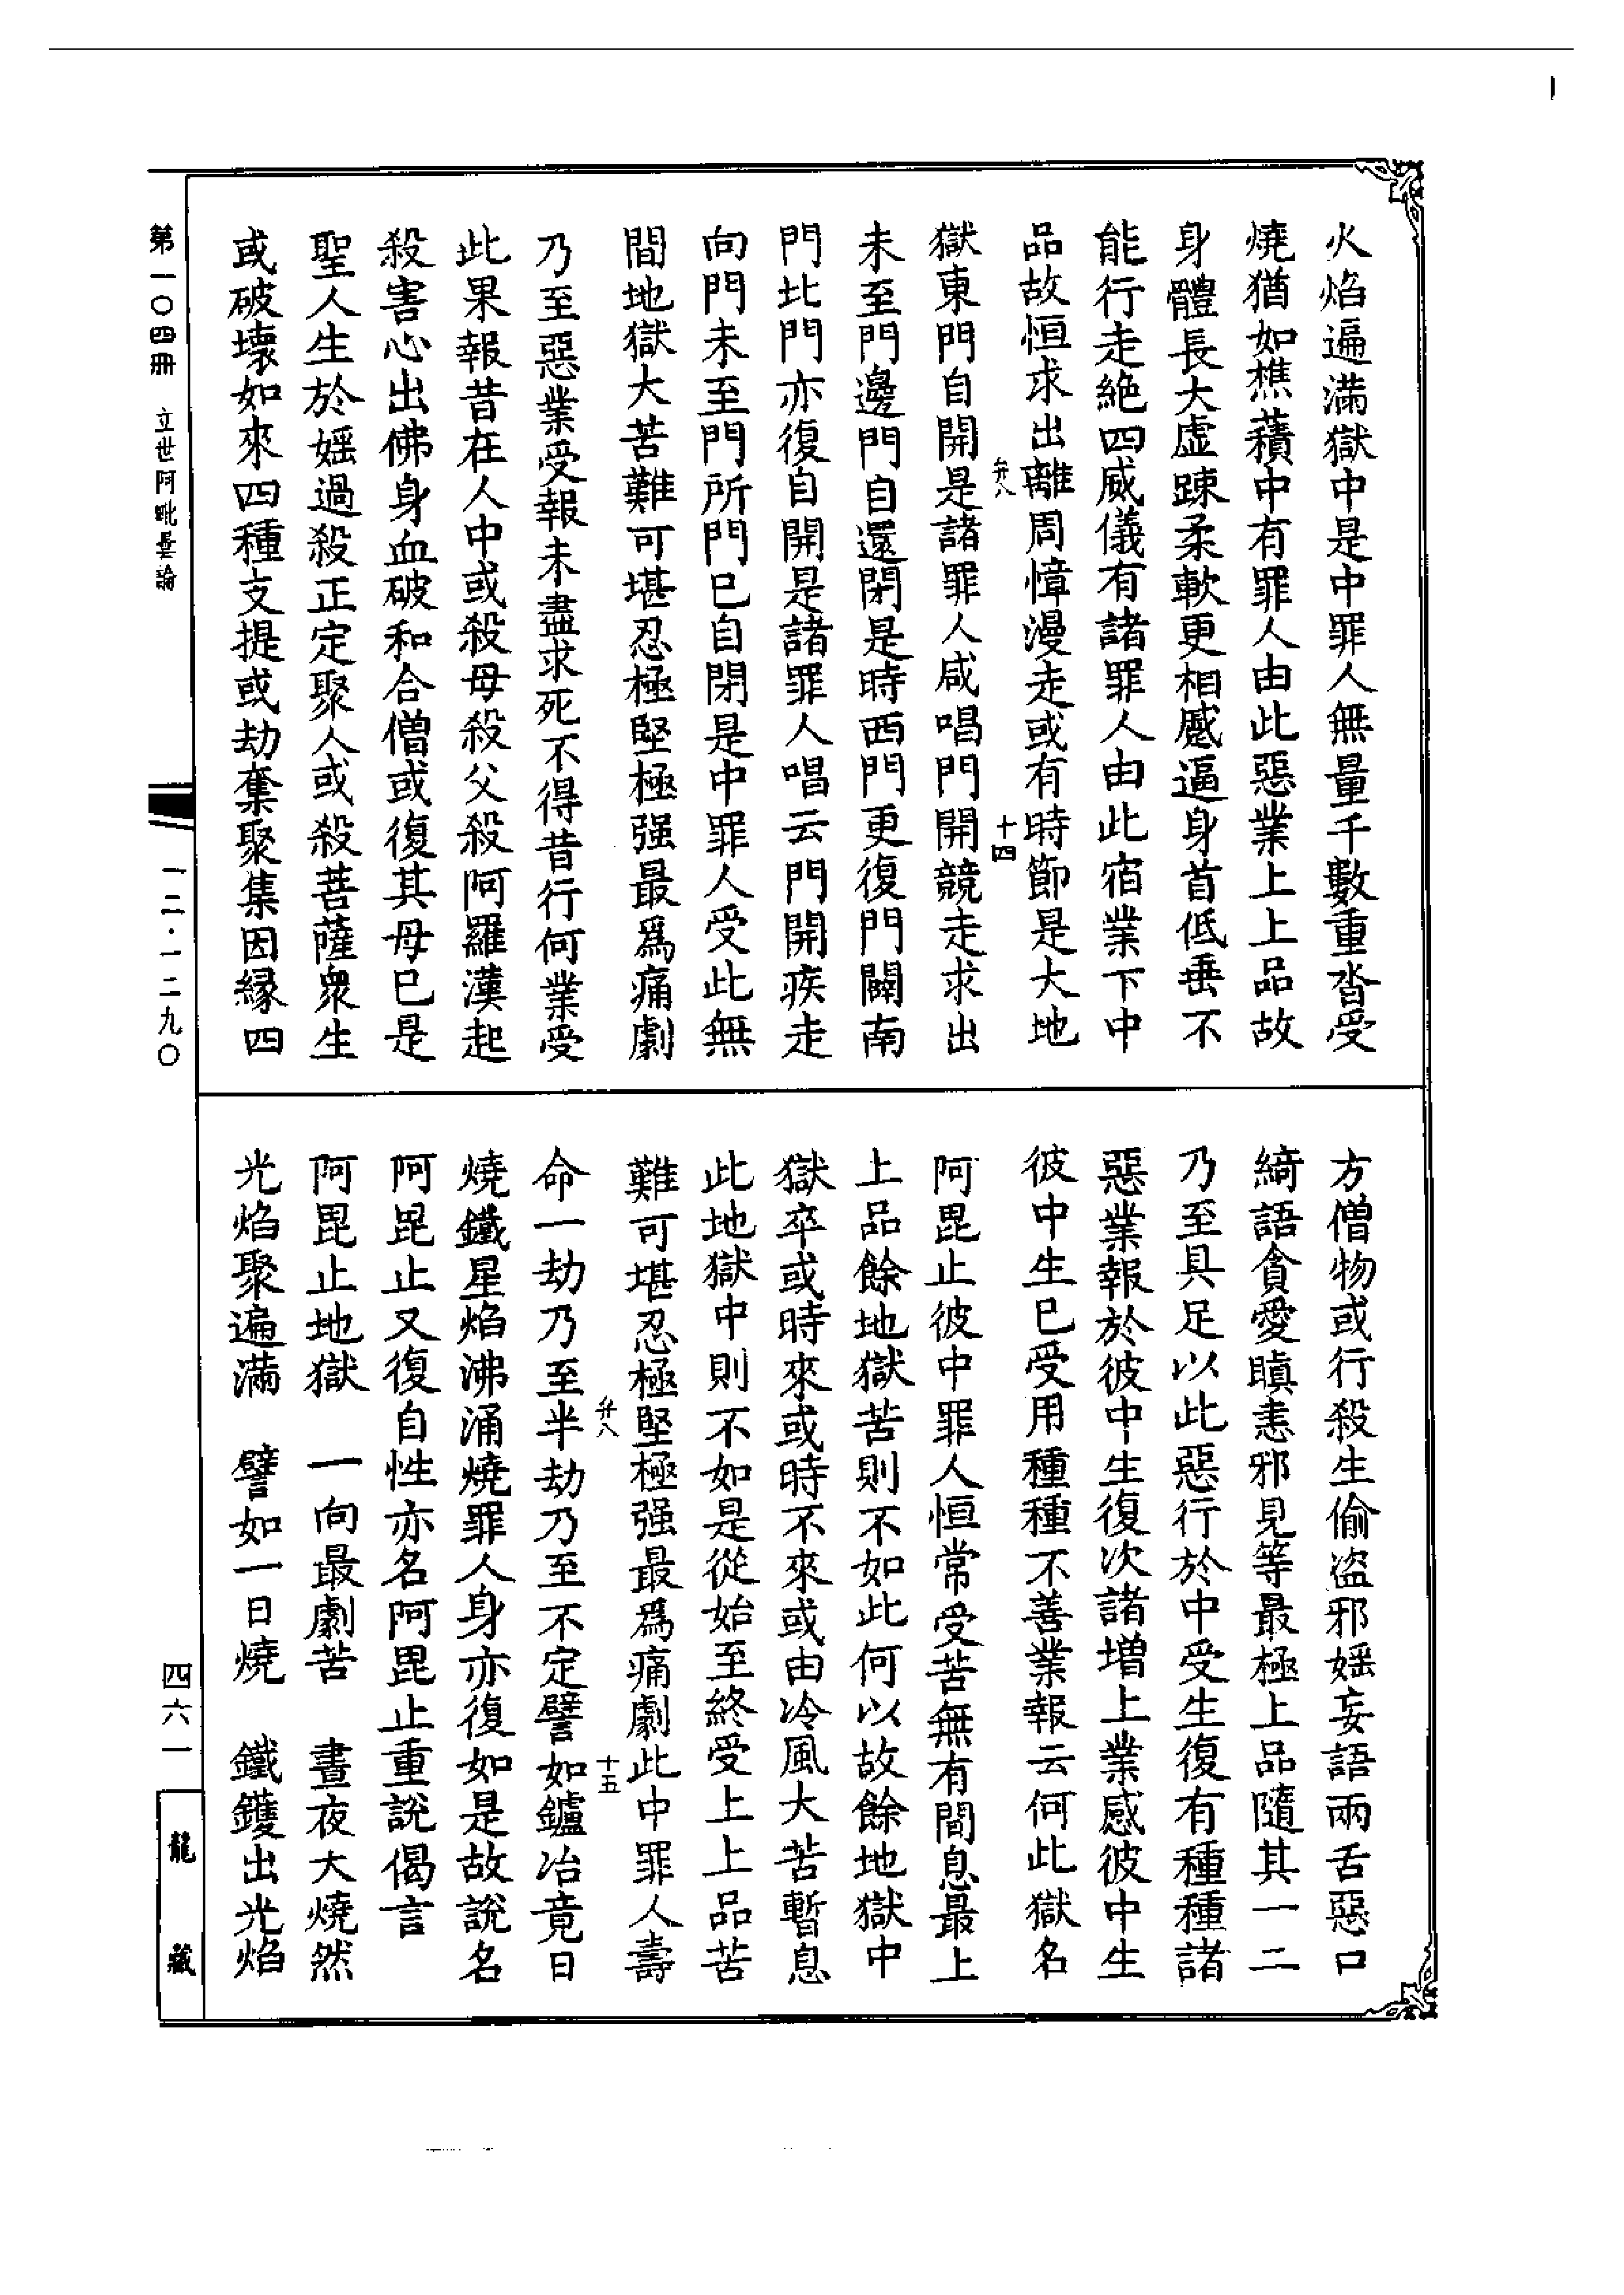 火焰遍滿獄中是中罪人無量千數重沓受
燒猶如樵𧂐中有罪人由此惡業上上品故
身體長大虛踈柔軟更相慼逼身首低垂不
能行走絶四威儀有諸罪人由此宿業下中
品故恒求出離周慞漫走或有時節是大地
弁八
十四
獄東門自開是諸罪人咸唱門開競走求出
未至門邊門自還閉是時西門更復門闢南
門北門亦復自開是諸罪人唱云門開疾走
向門未至門所門已自閉是中罪人受此無
間地獄大苦難可堪忍極堅極强最爲痛劇
乃至惡業受報未盡求死不得昔行何業受
此果報昔在人中或殺母殺父殺阿羅漢起
殺害心出佛身血破和合僧或復其母已是
聖人生於婬過殺正定聚人或殺菩薩衆生
或破壞如來四種支提或劫奪聚集因縁四
方僧物或行殺生偷盜邪婬妄語兩舌惡口
綺語貪愛瞋恚邪見等最極上品隨其一二
乃至具足以此惡行於中受生復有種種諸
惡業報於彼中生復次諸增上業感彼中生
彼中生已受用種種不善業報云何此獄名
阿毘止彼中罪人恒常受苦無有間息最上
上品餘地獄苦則不如此何以故餘地獄中
獄卒或時來或時不來或由冷風大苦暫息
此地獄中則不如是從始至終受上上品苦
難可堪忍極堅極强最爲痛劇此中罪人壽
弁八
十五
命一劫乃至半劫乃至不定譬如鑪冶竟日
燒鐵星焰沸涌燒罪人身亦復如是故說名
阿毘止又復自性亦名阿毘止重說偈言
阿毘止地獄　一向最劇苦　晝夜大燒然
光焰聚遍滿　譬如一日燒　鐵鑊出光焰
第一〇四冊　立世阿毗曇論
一二·一二九〇
四六一
龍藏